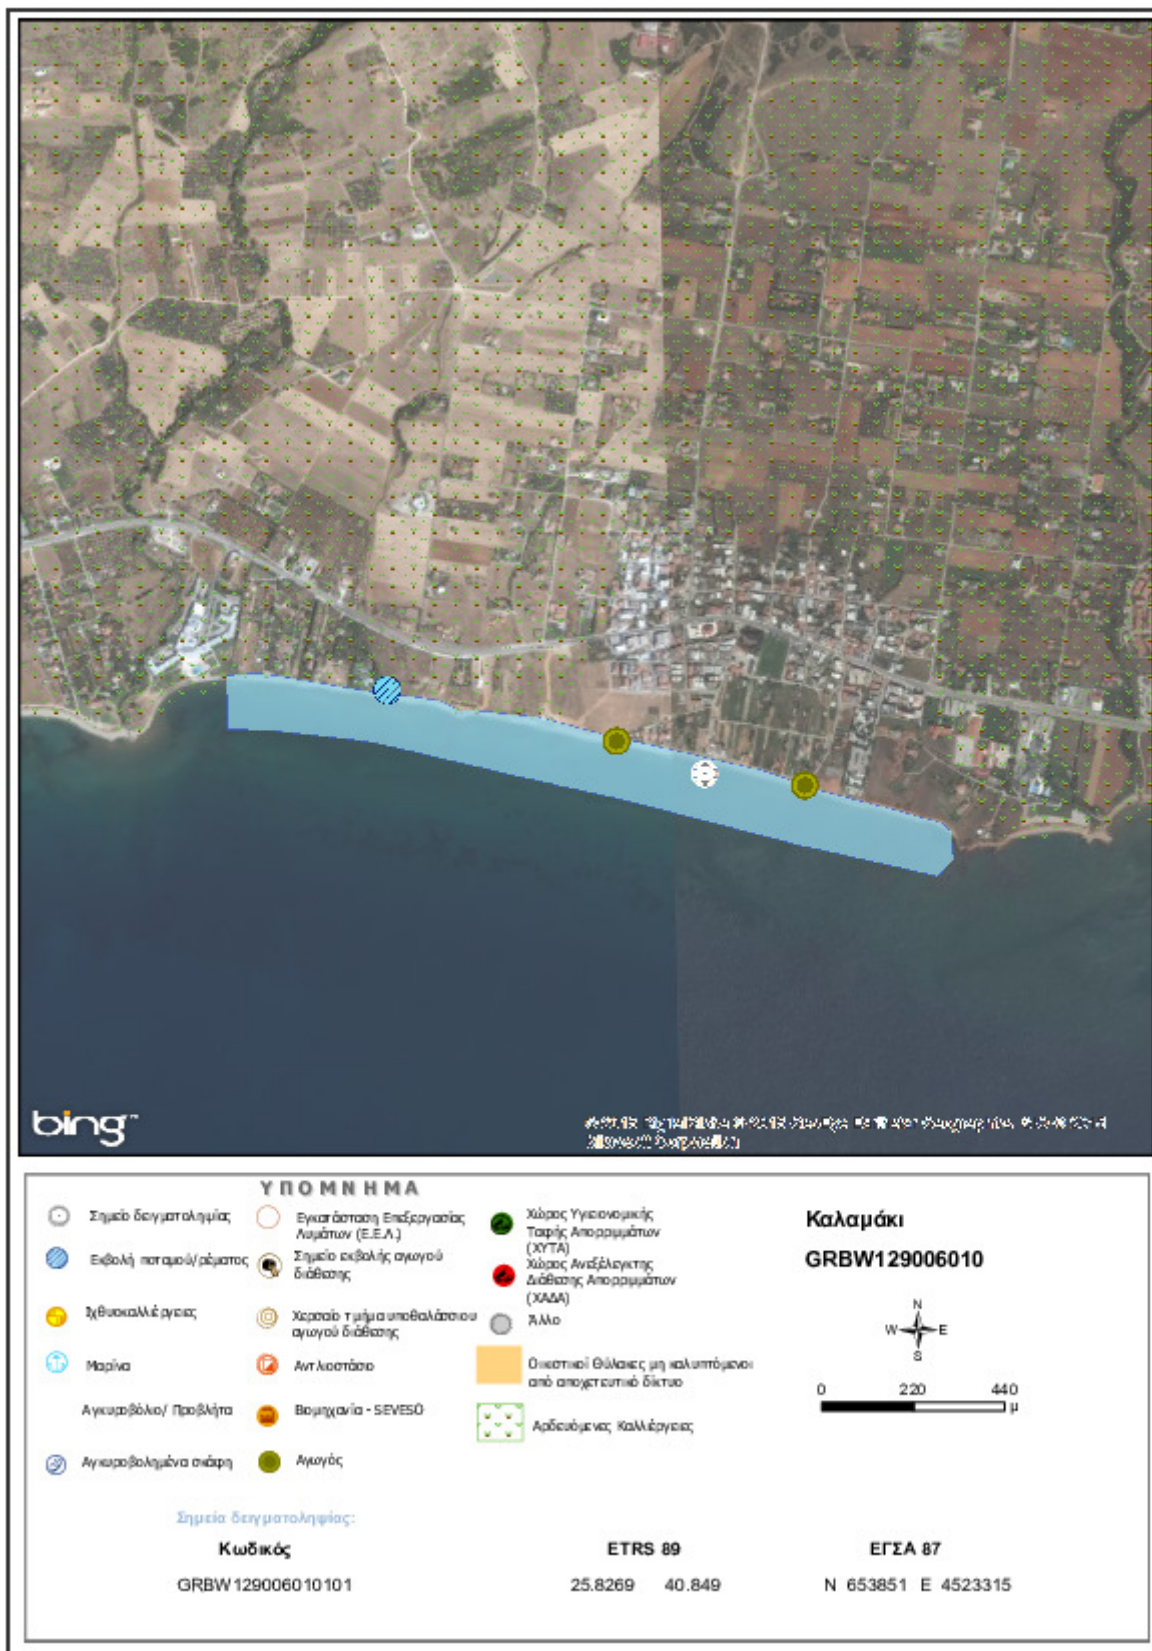 bing™
ΥΠΟΜΝΗΜΑ
Σημείο δειγματοληψίας
Εκβολή ποταμού/ρέματος
Ιχθυοκαλλιέργειες
Μαρίνα
Αγκυροβόλιο/ Προβλήτα
Αγκυροβολημένα σκάφη
Εγκατάσταση Επεξεργασίας
Λυμάτων (Ε.Ε.Λ.)
Σημείο εκβολής αγωγού
διάθεσης
Χερσαίο τμήμα υποθαλάσσιου
αγωγού διάθεσης
Αντλιοστάσιο
Βιομηχανία - SEVESO
Αγωγός
Χώρος Υγειονομικής
Ταφής Απορριμμάτων
(ΧΥΤΑ)
Χώρος Ανεξέλεγκτης
Διάθεσης Απορριμμάτων
(ΧΑΔΑ)
Άλλο
Οικιστικοί Θύλακες μη καλυπτόμενοι
από αποχετευτικό δίκτυο
Αρδευόμενες Καλλιέργειες
Καλαμάκι
GRBW129006010
N
W E
S
0 220 440
μ
Σημεία δειγματοληψίας:
Κωδικός ETRS 89 ΕΓΣΑ 87
GRBW129006010101 25.8269 40.849 N 653851 E 4523315